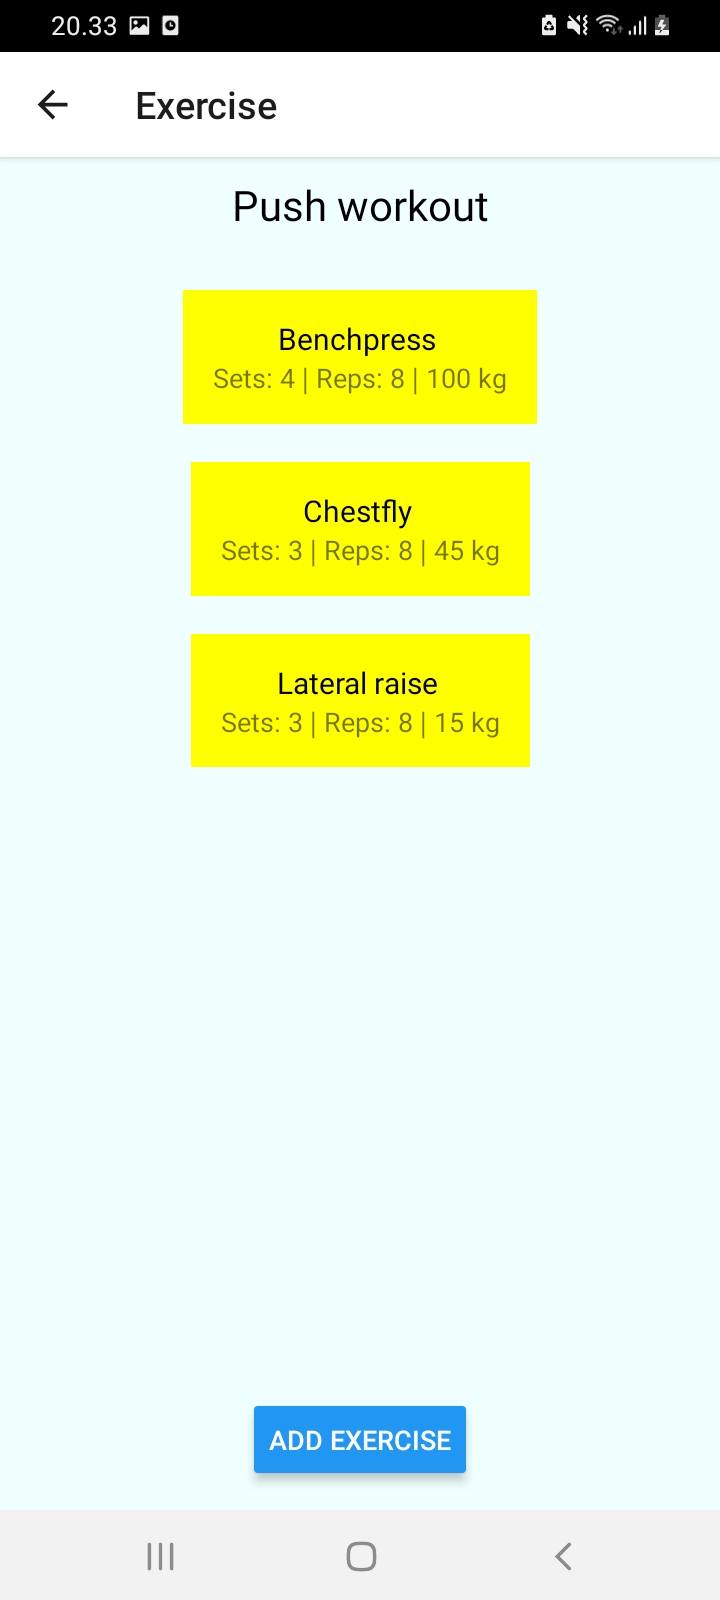 20.33
Exercise
Push workout
Benchpress
Sets: 4 | Reps: 8 | 100 kg
Chestfly
Sets: 3 | Reps: 8 | 45 kg
Lateral raise
Sets: 3 | Reps: 8 | 15 kg
ADD EXERCISE